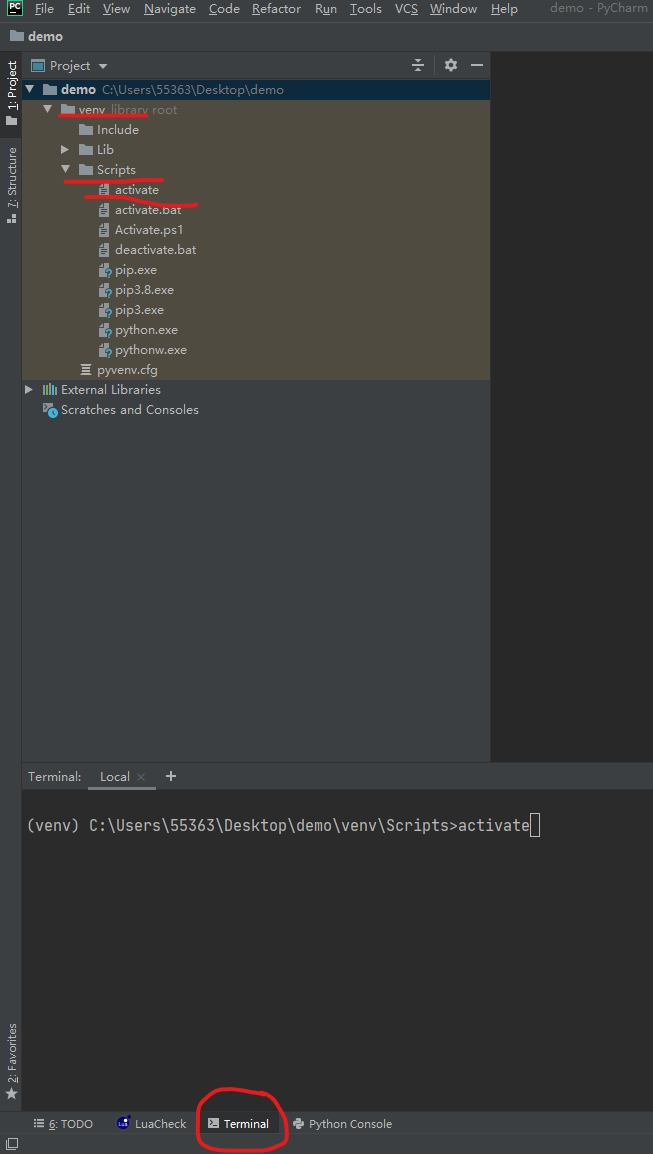 PC File Edit View Navigate Code Refactor Run Tools VCS Window Help demo - PyCharm
demo
1: Project
Project
demo C:\Users\55363\Desktop\demo
venv library root
Include
Lib
7: Structure
Scripts
activate
activate.bat
Activate.ps1
deactivate.bat
pip.exe
pip3.8.exe
pip3.exe
python.exe
pythonw.exe
pyvenv.cfg
External Libraries
Scratches and Consoles
Terminal: Local × +
(venv) C:\Users\55363\Desktop\demo\venv\Scripts>activate
2: Favorites
6: TODO LuaCheck Terminal Python Console